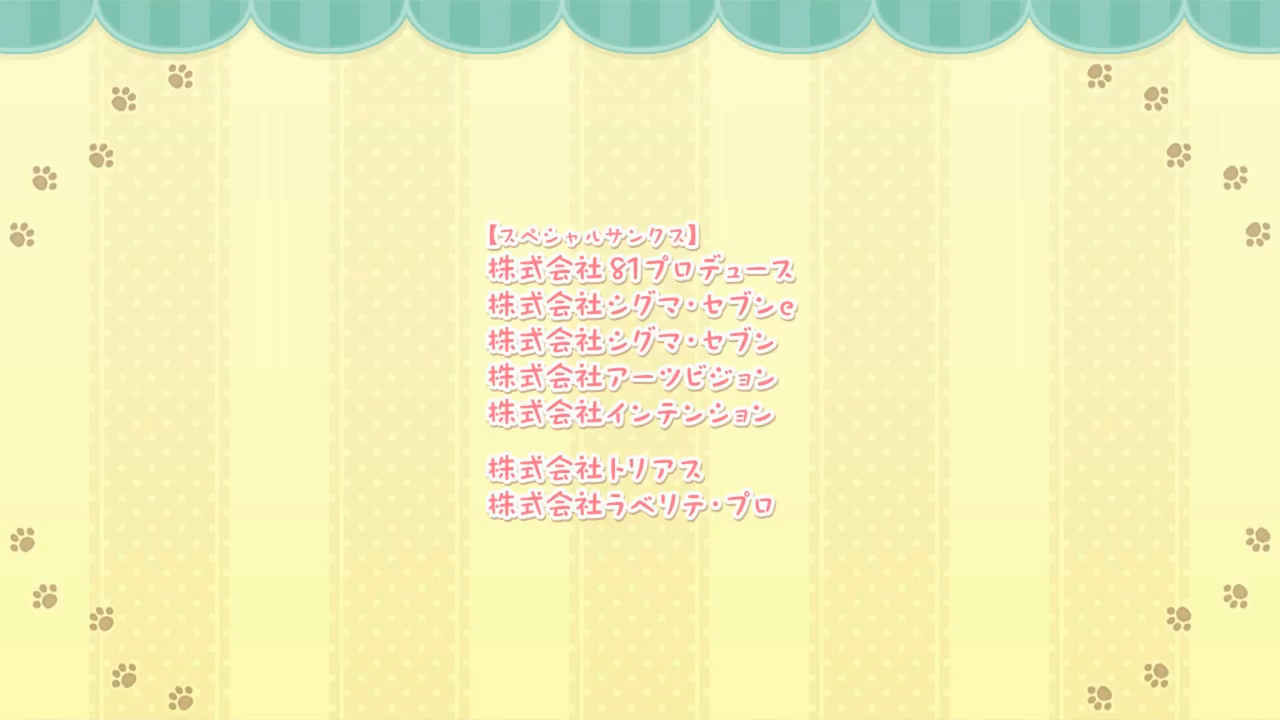 【スペシャルサンクス】
株式会社 81プロデュース
株式会社シグマ・セブンe
株式会社シグマ・セブン
株式会社アーツビジョン
株式会社インテンション
株式会社トリアス
株式会社ラベリテ・プロ